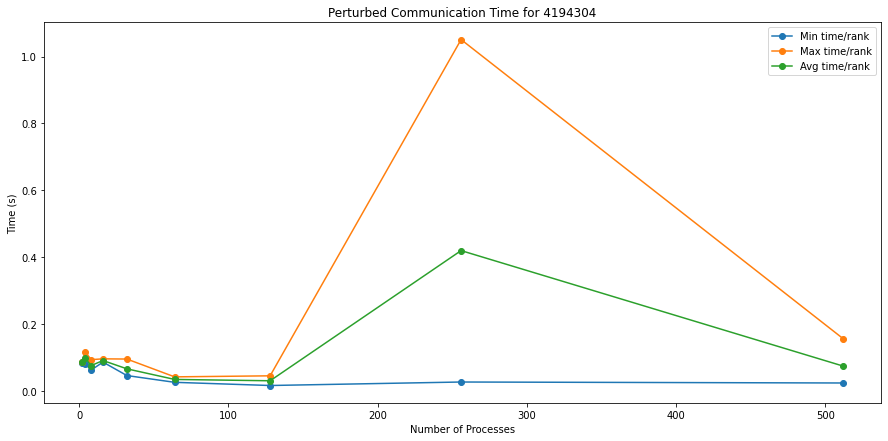 Perturbed Communication Time for 4194304
Min time/rank
Max time/rank
Avg time/rank
Time (s)
1.0
0.8
0.6
0.4
0.2
0.0
0 100 200 300 400 500
Number of Processes